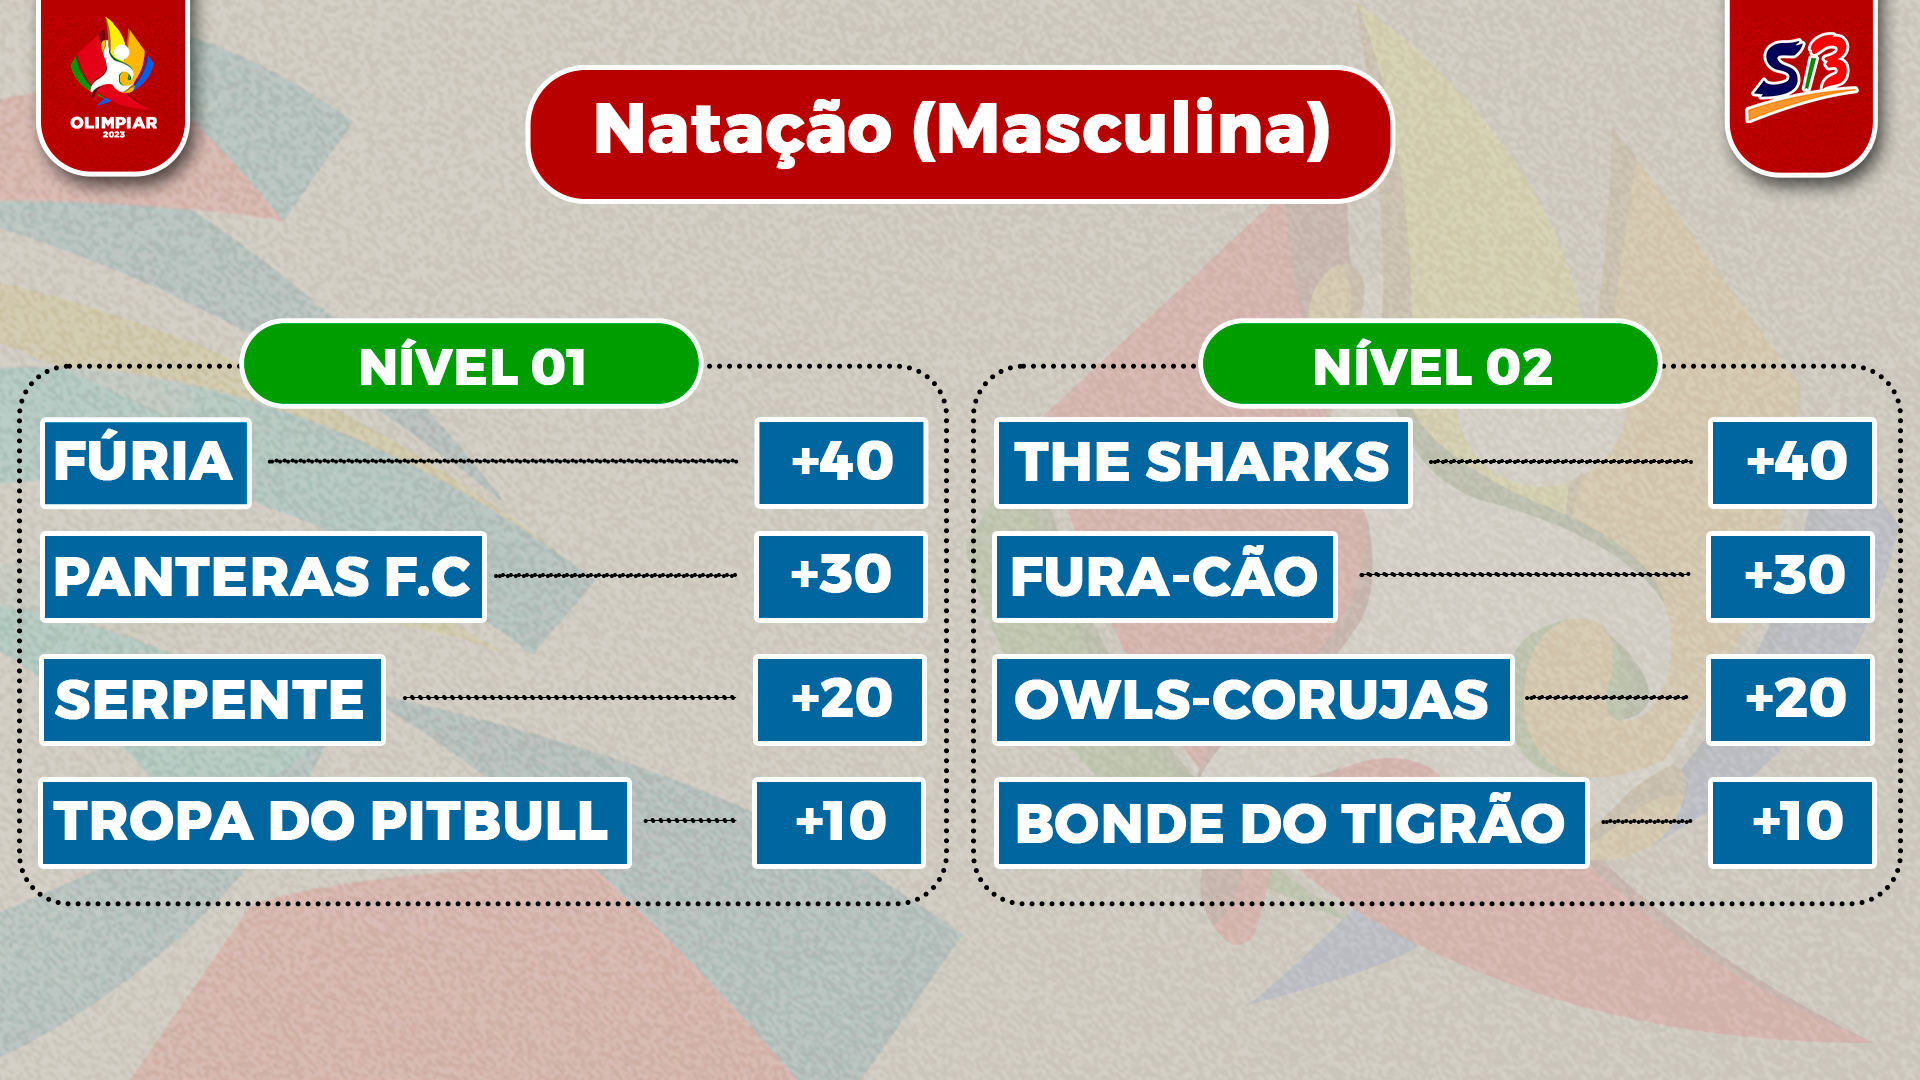 OLIMPIAR
2023
SIB
Natação (Masculina)
NÍVEL 01
FÚRIA +40
PANTERAS F.C +30
SERPENTE +20
TROPA DO PITBULL +10
NÍVEL 02
THE SHARKS +40
FURA-CÃO +30
OWLS-CORUJAS +20
BONDE DO TIGRÃO +10